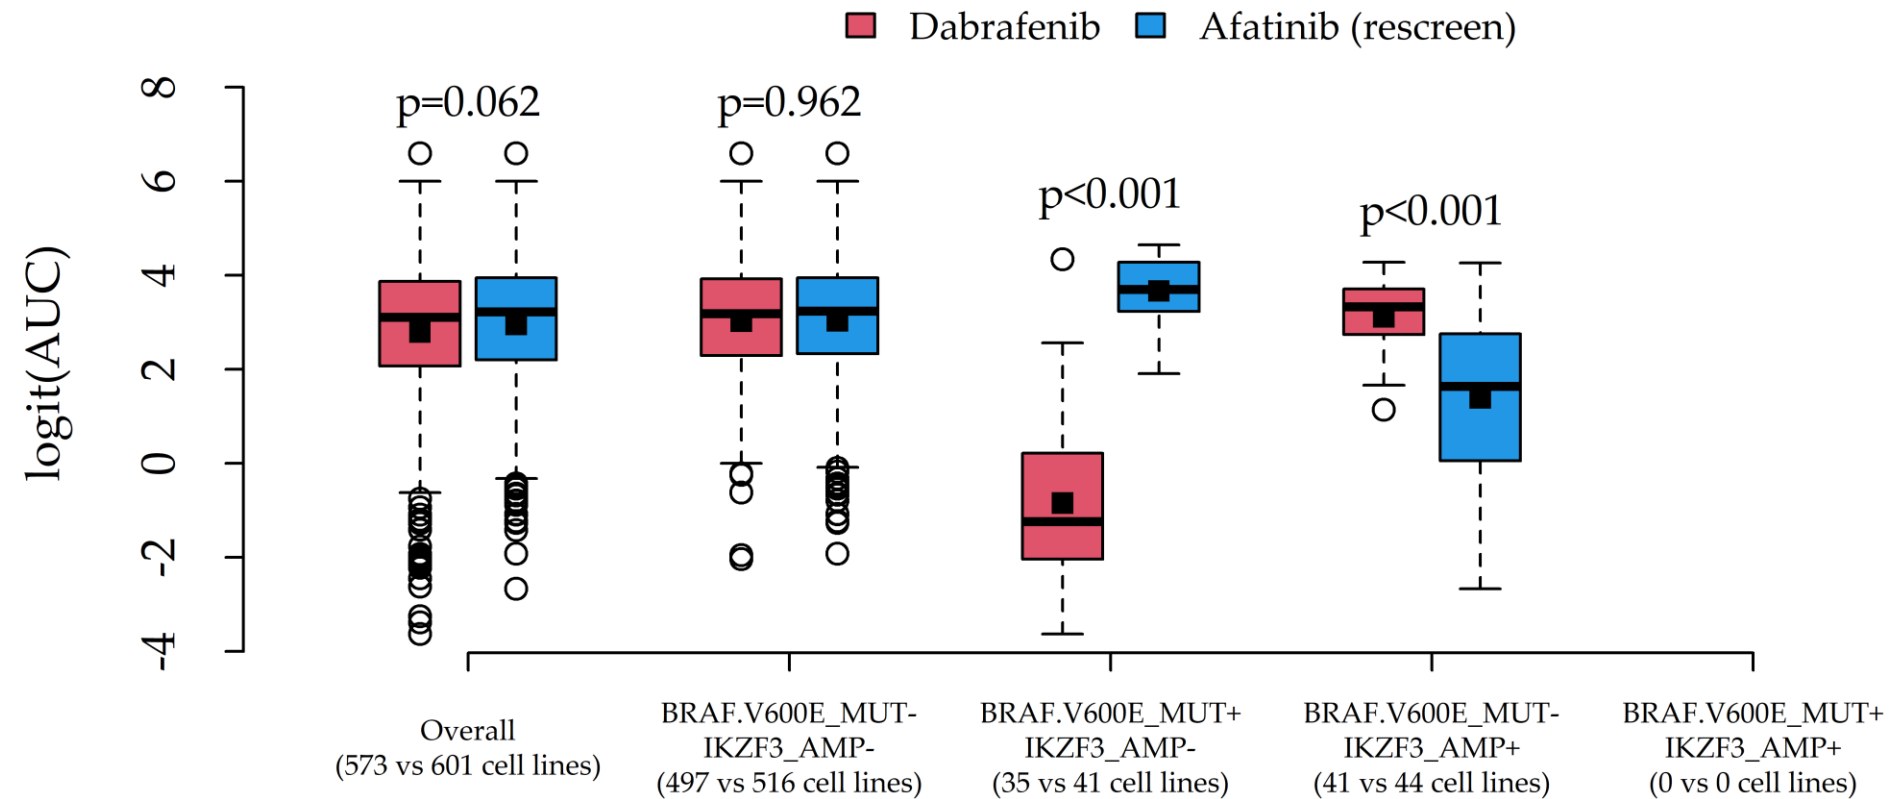 Dabrafenib Afatinib (rescreen)
logit(AUC)
8
6
4
2
0
-2
-4
p=0.062
p=0.962
p<0.001
p<0.001
Overall
(573 vs 601 cell lines)
BRAF.V600E_MUT-
IKZF3_AMP-
(497 vs 516 cell lines)
BRAF.V600E_MUT+
IKZF3_AMP-
(35 vs 41 cell lines)
BRAF.V600E_MUT-
IKZF3_AMP+
(41 vs 44 cell lines)
BRAF.V600E_MUT+
IKZF3_AMP+
(0 vs 0 cell lines)